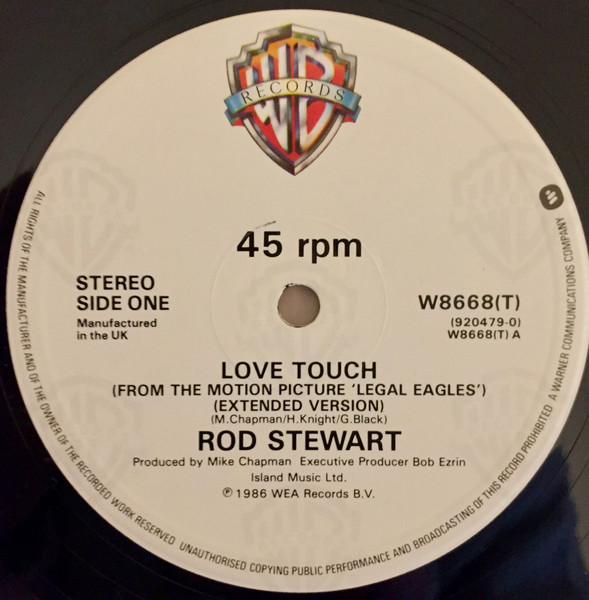 WB
RECORDS
45 rpm
STEREO
SIDE ONE
Manufactured
in the UK
W8668(T)
(920479-0)
W8668(T) A
LOVE TOUCH
(FROM THE MOTION PICTURE 'LEGAL EAGLES')
(EXTENDED VERSION)
(M.Chapman/H.Knight/G.Black)
ROD STEWART
Produced by Mike Chapman Executive Producer Bob Ezrin
Island Music Ltd.
℗ 1986 WEA Records B.V.
ALL RIGHTS OF THE MANUFACTURER AND OF THE OWNER OF THE RECORDED WORK RESERVED UNAUTHORISED COPYING PUBLIC PERFORMANCE AND BROADCASTING OF THIS RECORD PROHIBITED A WARNER COMMUNICATIONS COMPANY